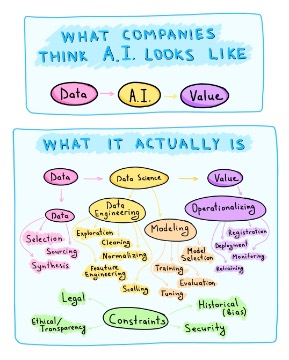 WHAT COMPANIES
THINK A.I. LOOKS LIKE
Data
A.I.
Value
WHAT IT ACTUALLY IS
Data
Data Science
Value
Data
Data
Engineering
Modeling
Operationalizing
Selection
Sourcing
Synthesis
Exploration
Cleaning
Normalizing
Feauture
Engineering
Scalling
Training
Model
Selection
Evaluation
Tuning
Registration
Deployment
Monitoring
Retraining
Legal
Ethical/
Transparency
Constraints
Historical
(Bias)
Security